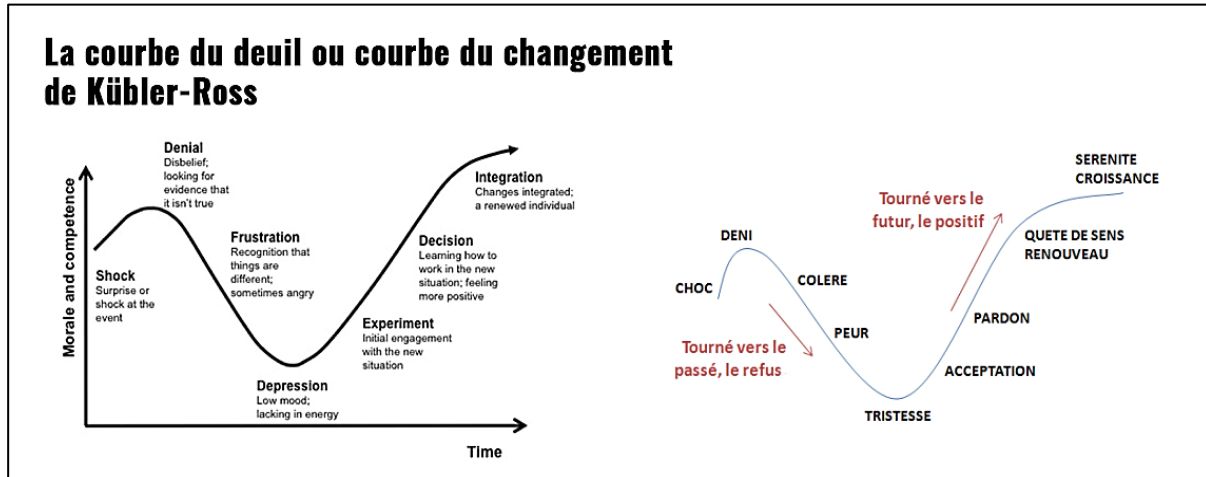 La courbe du deuil ou courbe du changement
de Kübler-Ross
Morale and competence
Shock
Surprise or
shock at the
event
Denial
Disbelief;
looking for
evidence that
it isn't true
Frustration
Recognition that
things are
different;
sometimes angry
Depression
Low mood;
lacking in energy
Experiment
Initial engagement
with the new
situation
Decision
Learning how to
work in the new
situation; feeling
more positive
Integration
Changes integrated;
a renewed individual
Time
CHOC
DENI
COLERE
PEUR
Tourné vers le
passé, le refus
TRISTESSE
ACCEPTATION
PARDON
Tourné vers le
futur, le positif
QUETE DE SENS
RENOUVEAU
SERENITE
CROISSANCE